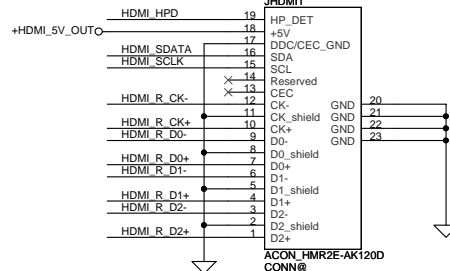 JHDMI1
HDMI_HPD 19 HP_DET
+HDMI_5V_OUT 18 +5V
17 DDC/CEC_GND
HDMI_SDATA 16 SDA
HDMI_SCLK 15 SCL
14 Reserved
13 CEC
HDMI_R_CK- 12 CK- GND 20
11 CK_shield GND 21
HDMI_R_CK+ 10 CK+ GND 22
HDMI_R_D0- 9 D0- GND 23
8 D0_shield
HDMI_R_D0+ 7 D0+
HDMI_R_D1- 6 D1-
5 D1_shield
HDMI_R_D1+ 4 D1+
HDMI_R_D2- 3 D2-
2 D2_shield
HDMI_R_D2+ 1 D2+
ACON_HMR2E-AK120D
CONN@